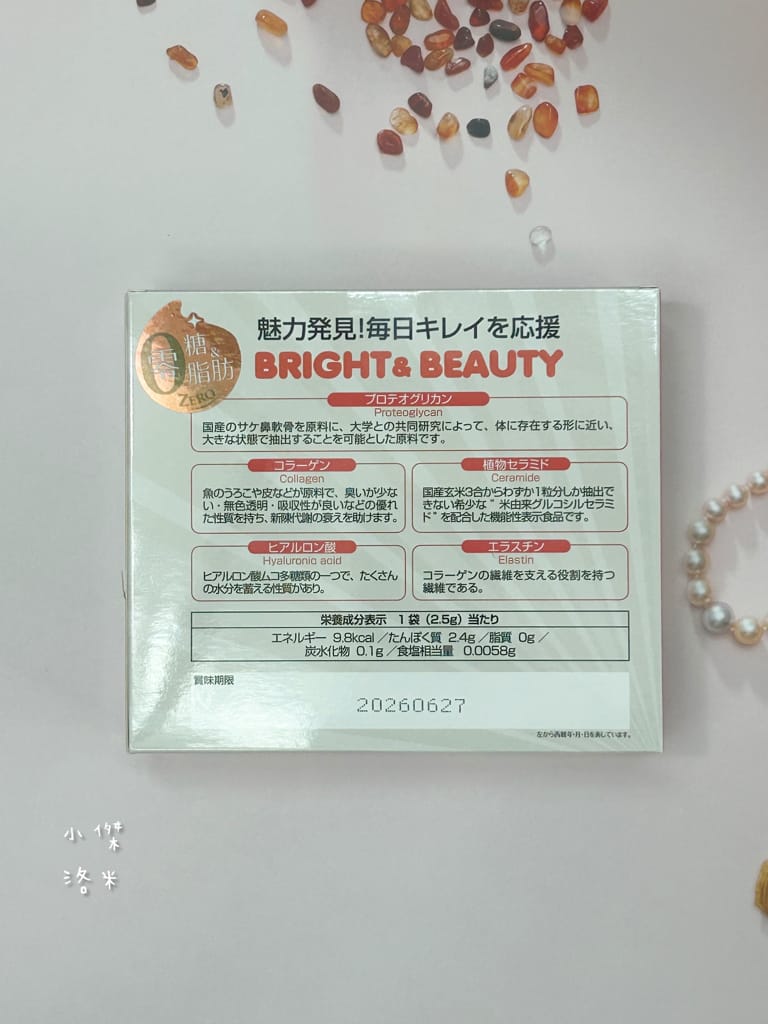 魅力発見!毎日キレイを応援
BRIGHT& BEAUTY
0
零
糖
&
脂肪
ZERO
プロテオグリカン
Proteoglycan
国産のサケ鼻軟骨を原料に、大学との共同研究によって、体に存在する形に近い、
大きな状態で抽出することを可能とした原料です。
コラーゲン
Collagen
魚のうろこや皮などが原料で、臭いが少な
い・無色透明・吸収性が良いなどの優れ
た性質を持ち、新陳代謝の衰えを助けます。
植物セラミド
Ceramide
国産玄米3合からわずか1粒分しか抽出で
きない希少な "米由来グルコシルセラミ
ド"を配合した機能性表示食品です。
ヒアルロン酸
Hyaluronic acid
ヒアルロン酸ムコ多糖類の一つで、たくさん
の水分を蓄える性質があり。
エラスチン
Elastin
コラーゲンの繊維を支える役割を持つ
繊維である。
栄養成分表示 1袋(2.5g)当たり
エネルギー 9.8kcal/たんぱく質 2.4g/脂質 0g/
炭水化物 0.1g/食塩相当量 0.0058g
賞味期限
20260627
左から西暦年・月・日を表しています。
小傑
洛米